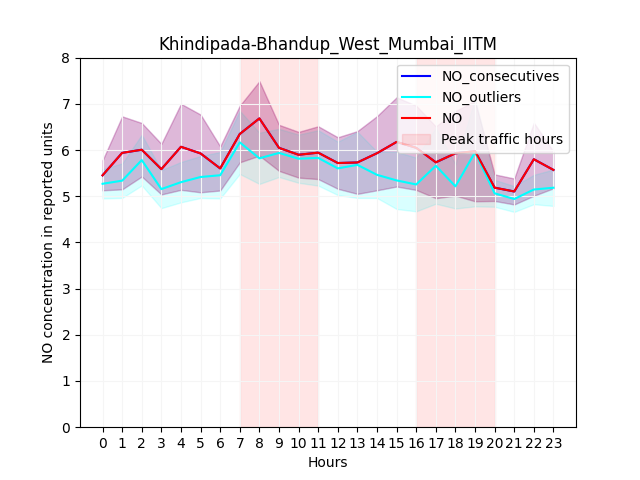 Khindipada-Bhandup_West_Mumbai_IITM
NO concentration in reported units
8
7
6
5
4
3
2
1
0
NO_consecutives
NO_outliers
NO
Peak traffic hours
0 1 2 3 4 5 6 7 8 9 10 11 12 13 14 15 16 17 18 19 20 21 22 23
Hours